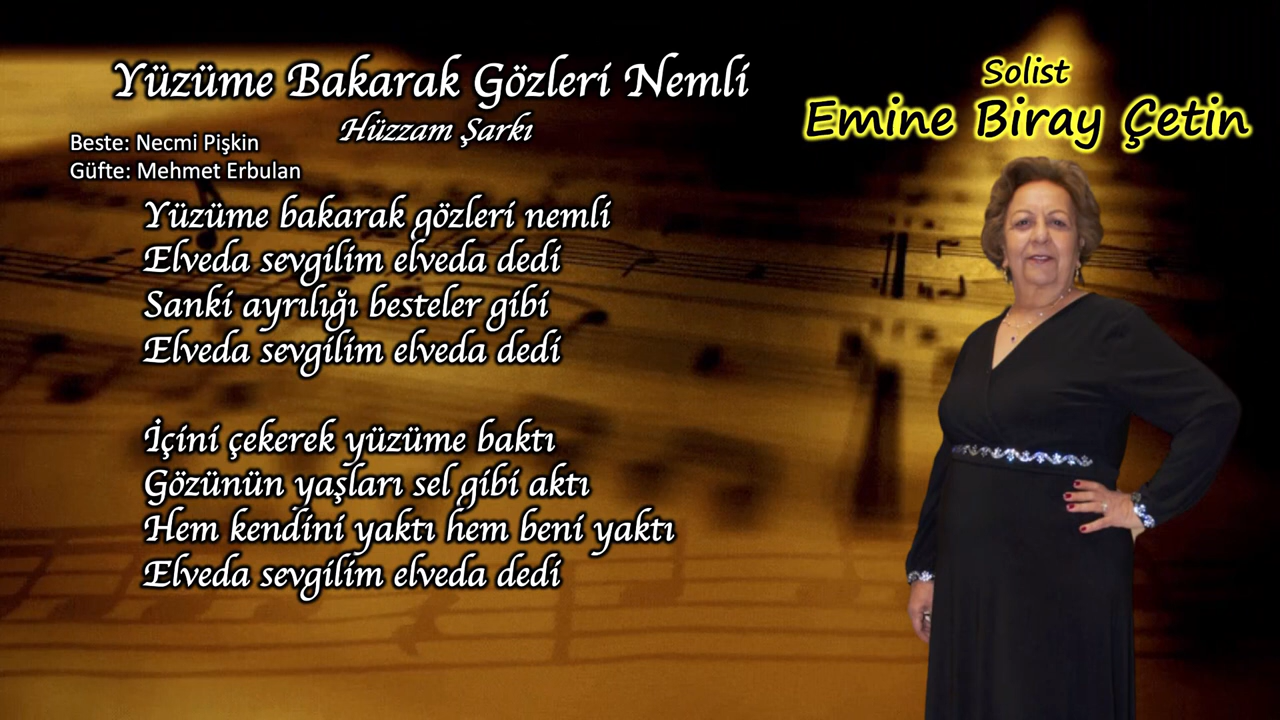 Yüzüme Bakarak Gözleri Nemli
Hüzzam Şarkı
Beste: Necmi Pişkin
Güfte: Mehmet Erbulan
Yüzüme bakarak gözleri nemli
Elveda sevgilim elveda dedi
Sanki ayrılığı besteler gibi
Elveda sevgilim elveda dedi
İçini çekerek yüzüme baktı
Gözünün yaşları sel gibi aktı
Hem kendini yaktı hem beni yaktı
Elveda sevgilim elveda dedi
Solist
Emine Biray Çetin